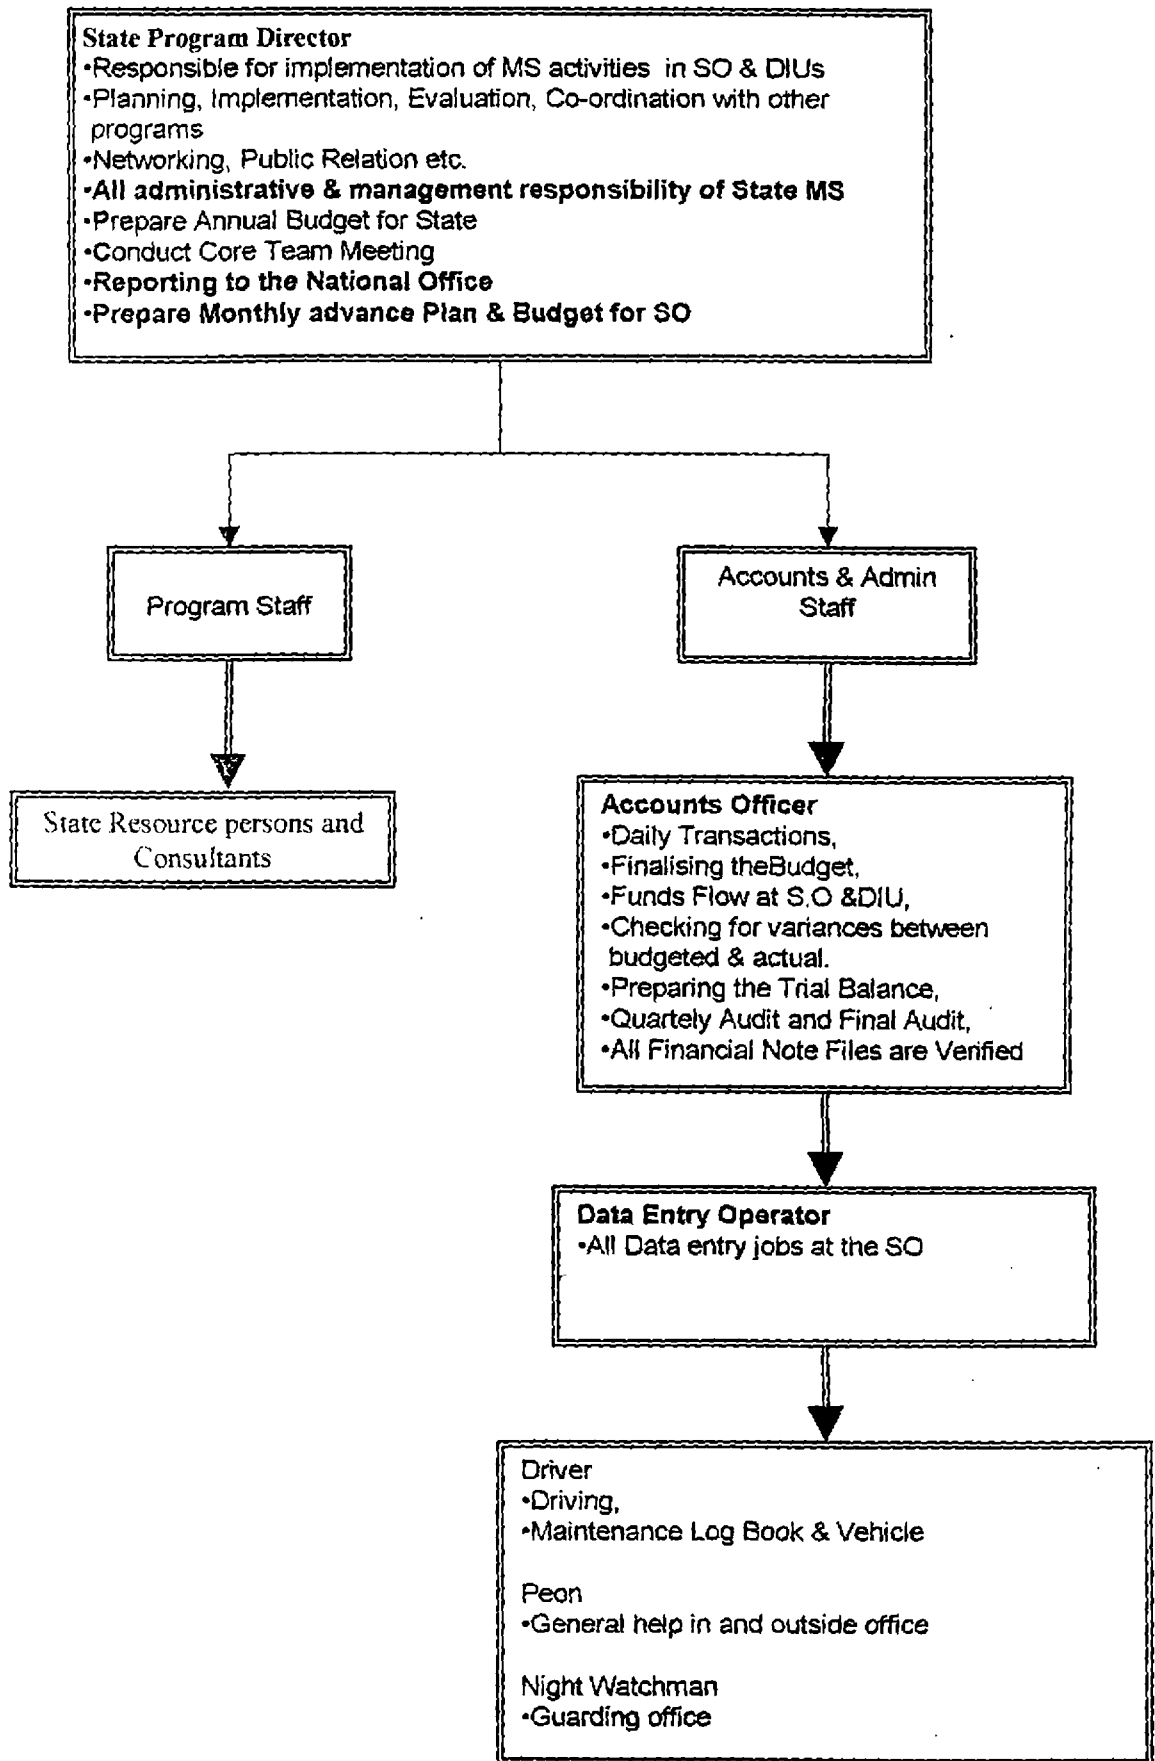 State Program Director
•Responsible for implementation of MS activities in SO & DIUs
•Planning, Implementation, Evaluation, Co-ordination with other
programs
•Networking, Public Relation etc.
•All administrative & management responsibility of State MS
•Prepare Annual Budget for State
•Conduct Core Team Meeting
•Reporting to the National Office
•Prepare Monthly advance Plan & Budget for SO
Program Staff
Accounts & Admin
Staff
State Resource persons and
Consultants
Accounts Officer
•Daily Transactions,
•Finalising theBudget,
•Funds Flow at S.O &DIU,
•Checking for variances between
budgeted & actual.
•Preparing the Trial Balance,
•Quartely Audit and Final Audit,
•All Financial Note Files are Verified
Data Entry Operator
•All Data entry jobs at the SO
Driver
•Driving,
•Maintenance Log Book & Vehicle
Peon
•General help in and outside office
Night Watchman
•Guarding office